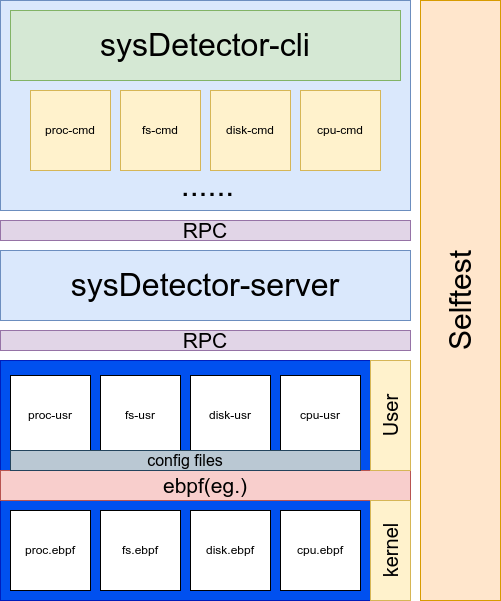 sysDetector-cli
proc-cmd
fs-cmd
disk-cmd
cpu-cmd
......
RPC
sysDetector-server
RPC
proc-usr
fs-usr
disk-usr
cpu-usr
User
config files
ebpf(eg.)
proc.ebpf
fs.ebpf
disk.ebpf
cpu.ebpf
kernel
Selftest